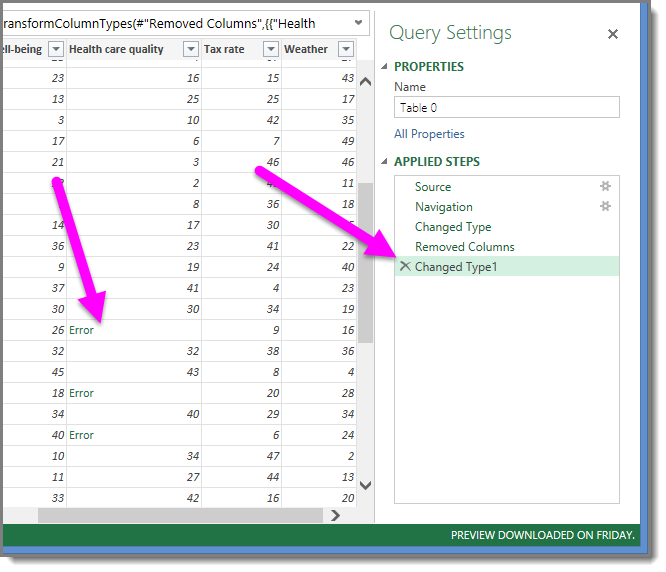 ransformColumnTypes(#"Removed Columns",{{"Health
ell-being Health care quality Tax rate Weather
23 16 15 43
13 25 25 17
3 10 42 35
17 6 7 49
21 3 46 46
2 11
8 36 18
14 17 30
36 23 41 22
9 19 24 40
37 41 4 23
30 30 34 19
26 Error 9 16
32 32 38 36
45 43 8 4
18 Error 20 28
34 40 29 34
40 Error 6 24
10 34 47 2
11 27 44 13
33 42 16 20
Query Settings
PROPERTIES
Name
Table 0
All Properties
APPLIED STEPS
Source
Navigation
Changed Type
Removed Columns
Changed Type1
PREVIEW DOWNLOADED ON FRIDAY.